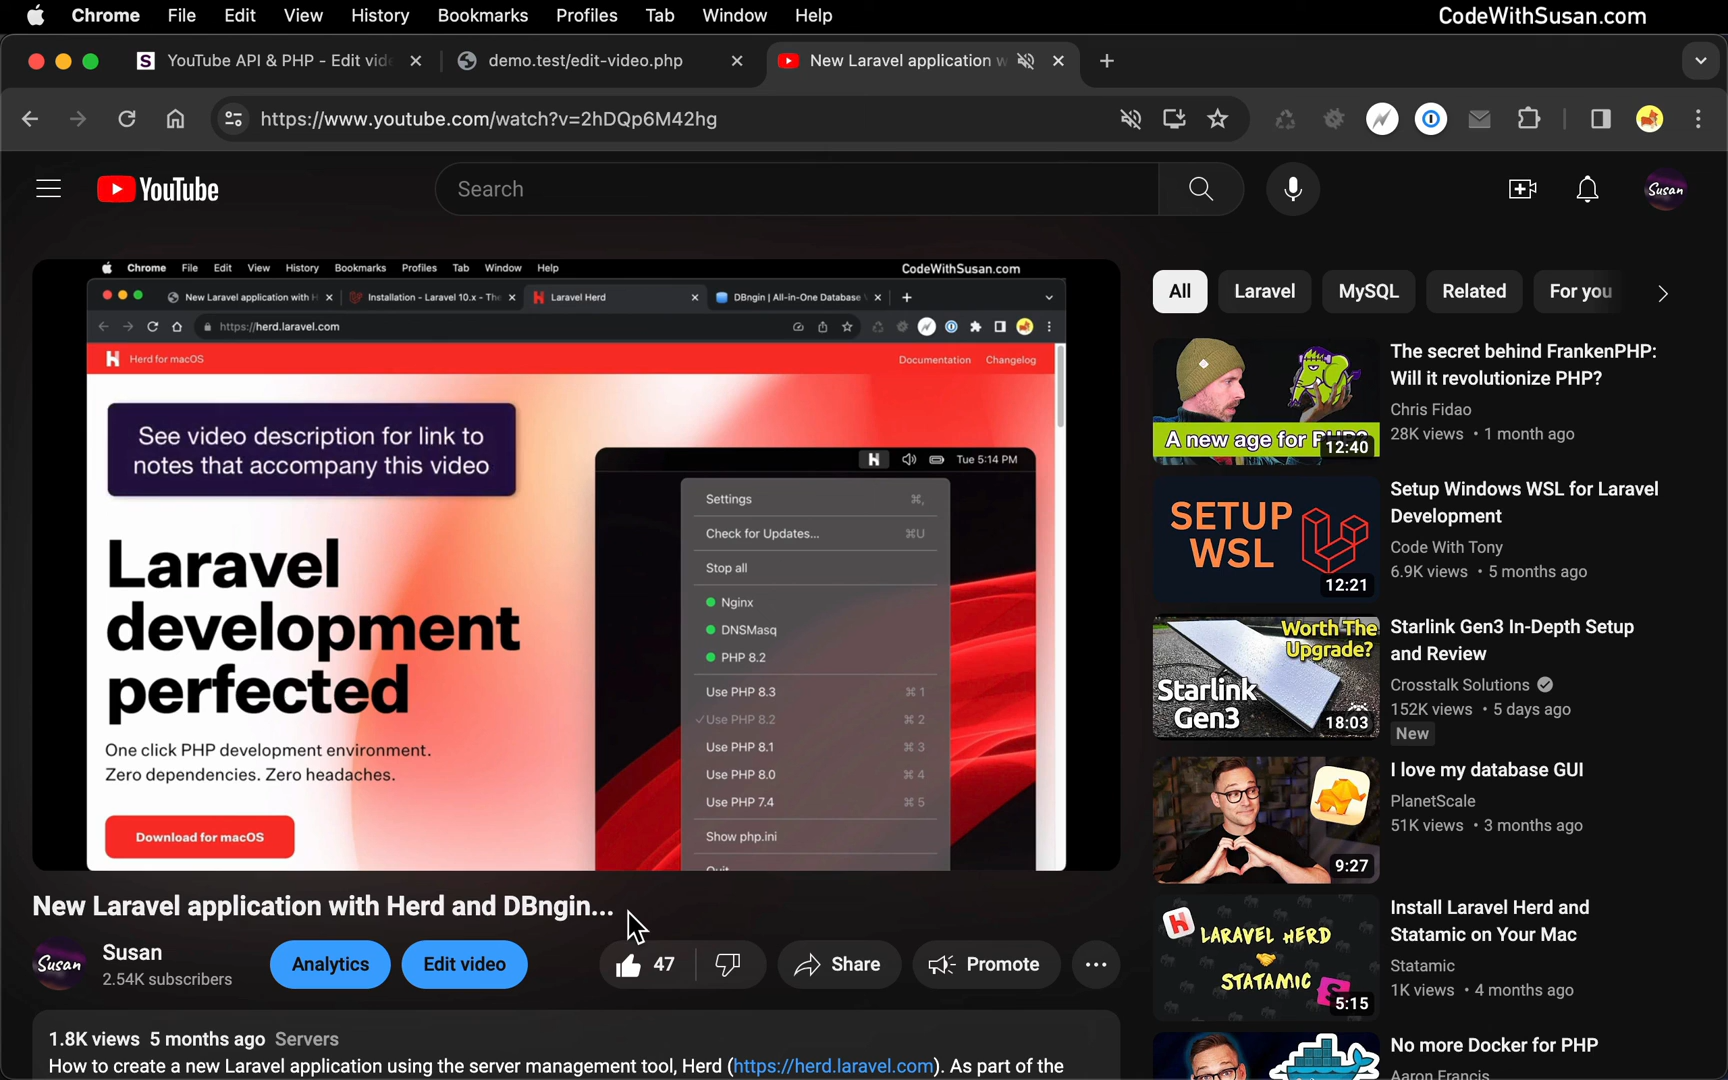 Chrome File Edit View History Bookmarks Profiles Tab Window Help
CodeWithSusan.com
YouTube API & PHP - Edit vide
demo.test/edit-video.php
New Laravel application w
https://www.youtube.com/watch?v=2hDQp6M42hg
YouTube
Search
Susan
Chrome File Edit View History Bookmarks Profiles Tab Window Help
CodeWithSusan.com
New Laravel application with H
Installation - Laravel 10.x - The
Laravel Herd
DBngin | All-in-One Database
https://herd.laravel.com
Herd for macOS
Documentation Changelog
See video description for link to
notes that accompany this video
Laravel
development
perfected
One click PHP development environment.
Zero dependencies. Zero headaches.
Download for macOS
H
Tue 5:14 PM
Settings ⌘,
Check for Updates... ⌘U
Stop all
Nginx
DNSMasq
PHP 8.2
Use PHP 8.3 ⌘ 1
✓Use PHP 8.2 ⌘ 2
Use PHP 8.1 ⌘ 3
Use PHP 8.0 ⌘ 4
Use PHP 7.4 ⌘ 5
Show php.ini
Quit
New Laravel application with Herd and DBngin...
Susan
Susan
2.54K subscribers
Analytics
Edit video
47
Share
Promote
1.8K views 5 months ago Servers
How to create a new Laravel application using the server management tool, Herd (https://herd.laravel.com). As part of the
All Laravel MySQL Related For you
A new age for PHP?
12:40
The secret behind FrankenPHP:
Will it revolutionize PHP?
Chris Fidao
28K views • 1 month ago
SETUP
WSL
12:21
Setup Windows WSL for Laravel
Development
Code With Tony
6.9K views • 5 months ago
Worth The
Upgrade?
Starlink
Gen3
18:03
Starlink Gen3 In-Depth Setup
and Review
Crosstalk Solutions
152K views • 5 days ago
New
9:27
I love my database GUI
PlanetScale
51K views • 3 months ago
LARAVEL HERD
STATAMIC
5:15
Install Laravel Herd and
Statamic on Your Mac
Statamic
1K views • 4 months ago
No more Docker for PHP
Aaron Francis